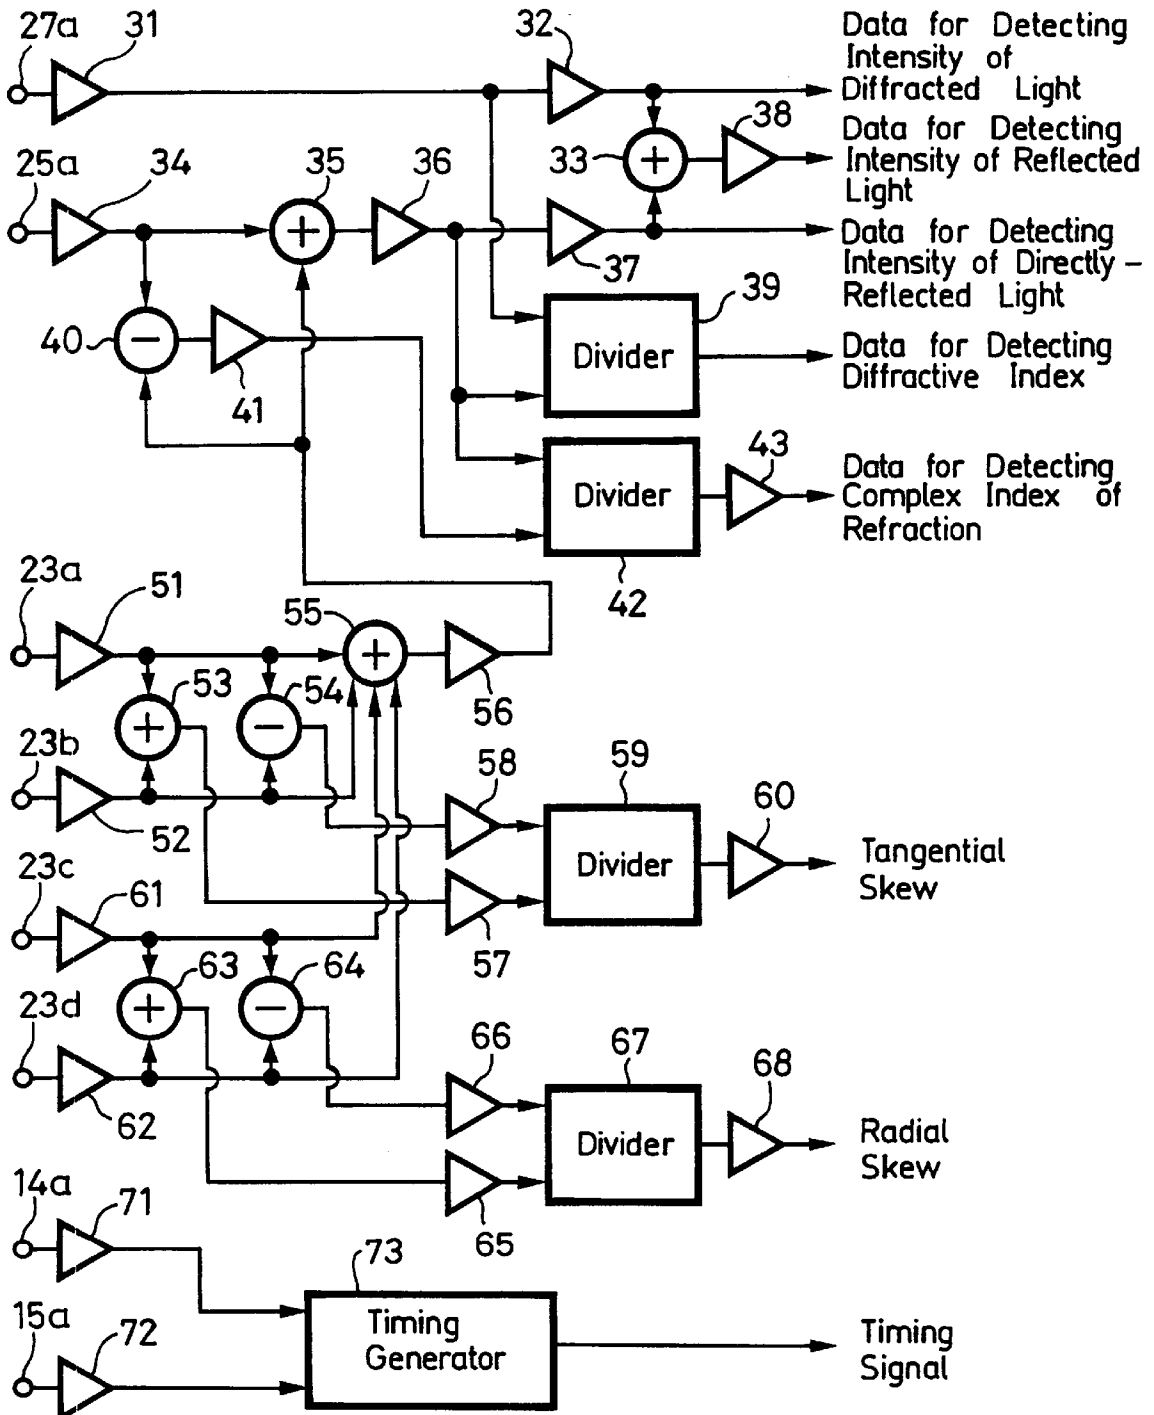 27a
31
32
Data for Detecting
Intensity of
Diffracted Light
38
Data for Detecting
Intensity of Reflected
Light
25a
34
35
36
33
+
+
37
Data for Detecting
Intensity of Directly-
Reflected Light
39
40
−
41
Divider
Data for Detecting
Diffractive Index
43
Divider
Data for Detecting
Complex Index of
Refraction
42
23a
51
55
+
56
53
54
+
−
23b
52
58
59
60
Divider
Tangential
Skew
57
23c
61
63
64
+
−
23d
62
66
67
68
Divider
Radial
Skew
65
14a
71
73
Timing
Generator
Timing
Signal
15a
72